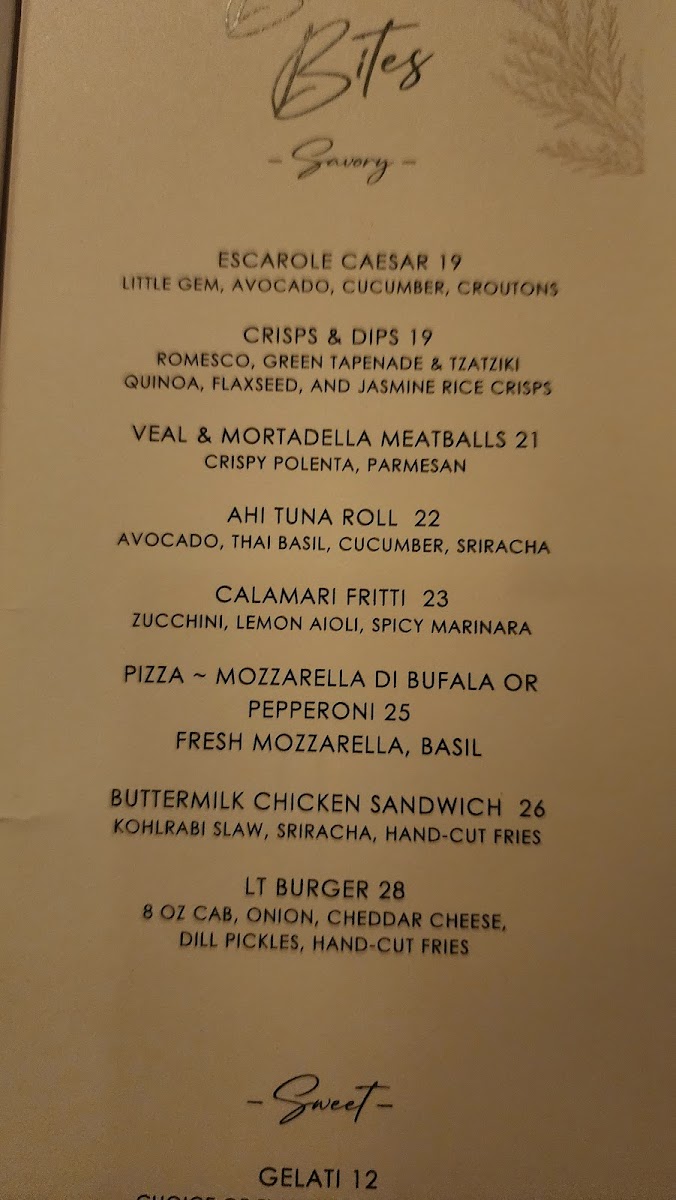 Bites
– Savory –
ESCAROLE CAESAR 19
LITTLE GEM, AVOCADO, CUCUMBER, CROUTONS
CRISPS & DIPS 19
ROMESCO, GREEN TAPENADE & TZATZIKI
QUINOA, FLAXSEED, AND JASMINE RICE CRISPS
VEAL & MORTADELLA MEATBALLS 21
CRISPY POLENTA, PARMESAN
AHI TUNA ROLL 22
AVOCADO, THAI BASIL, CUCUMBER, SRIRACHA
CALAMARI FRITTI 23
ZUCCHINI, LEMON AIOLI, SPICY MARINARA
PIZZA ~ MOZZARELLA DI BUFALA OR
PEPPERONI 25
FRESH MOZZARELLA, BASIL
BUTTERMILK CHICKEN SANDWICH 26
KOHLRABI SLAW, SRIRACHA, HAND-CUT FRIES
LT BURGER 28
8 OZ CAB, ONION, CHEDDAR CHEESE,
DILL PICKLES, HAND-CUT FRIES
– Sweet –
GELATI 12